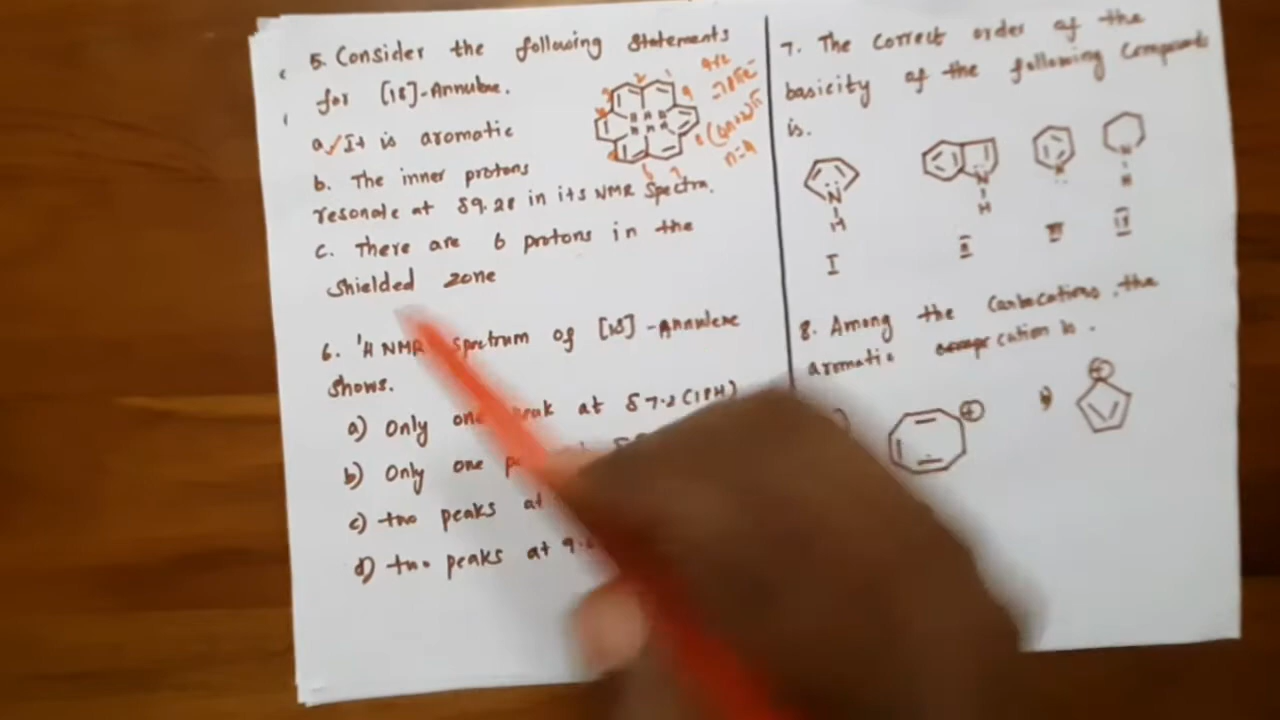 5. Consider the following Statements
for [18]-Annulene.
a) It is aromatic
b. The inner protons
resonate at δ9.28 in its NMR Spectra.
C. There are 6 protons in the
Shielded zone
6. 'H NMR spectrum of [18]-Annulene
Shows.
a) Only one peak at δ7.2 (18H)
b) Only one
c) two peaks at
d) two peaks at 9.
4+2
(4n+2)π
n=4
7. The Correct order of the
basicity of the following Compounds
is.
N
H
I
N
H
II
III
N
H
IV
8. Among the Carbocations, the
aromatic cation is.